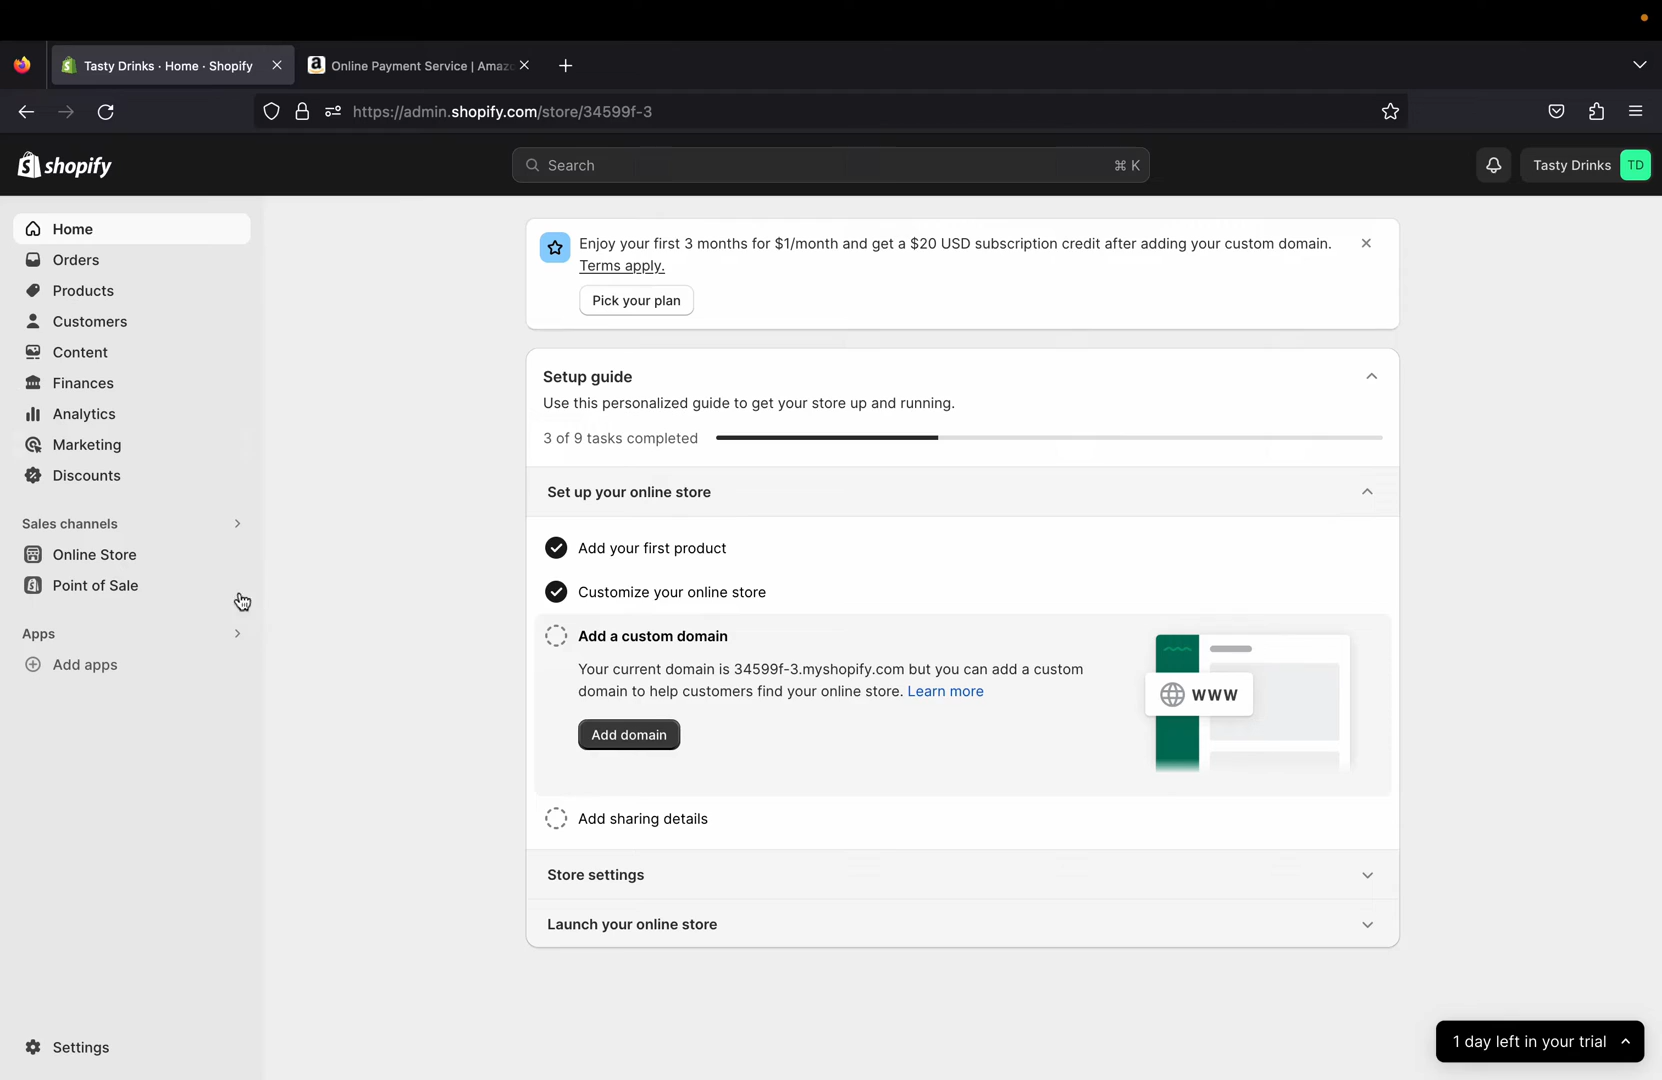 Tasty Drinks · Home · Shopify
Online Payment Service | Amazo
https://admin.shopify.com/store/34599f-3
shopify
Search
⌘ K
Tasty Drinks
TD
Home
Orders
Products
Customers
Content
Finances
Analytics
Marketing
Discounts
Sales channels
Online Store
Point of Sale
Apps
Add apps
Settings
Enjoy your first 3 months for $1/month and get a $20 USD subscription credit after adding your custom domain.
Terms apply.
Pick your plan
Setup guide
Use this personalized guide to get your store up and running.
3 of 9 tasks completed
Set up your online store
Add your first product
Customize your online store
Add a custom domain
Your current domain is 34599f-3.myshopify.com but you can add a custom
domain to help customers find your online store. Learn more
WWW
Add domain
Add sharing details
Store settings
Launch your online store
1 day left in your trial